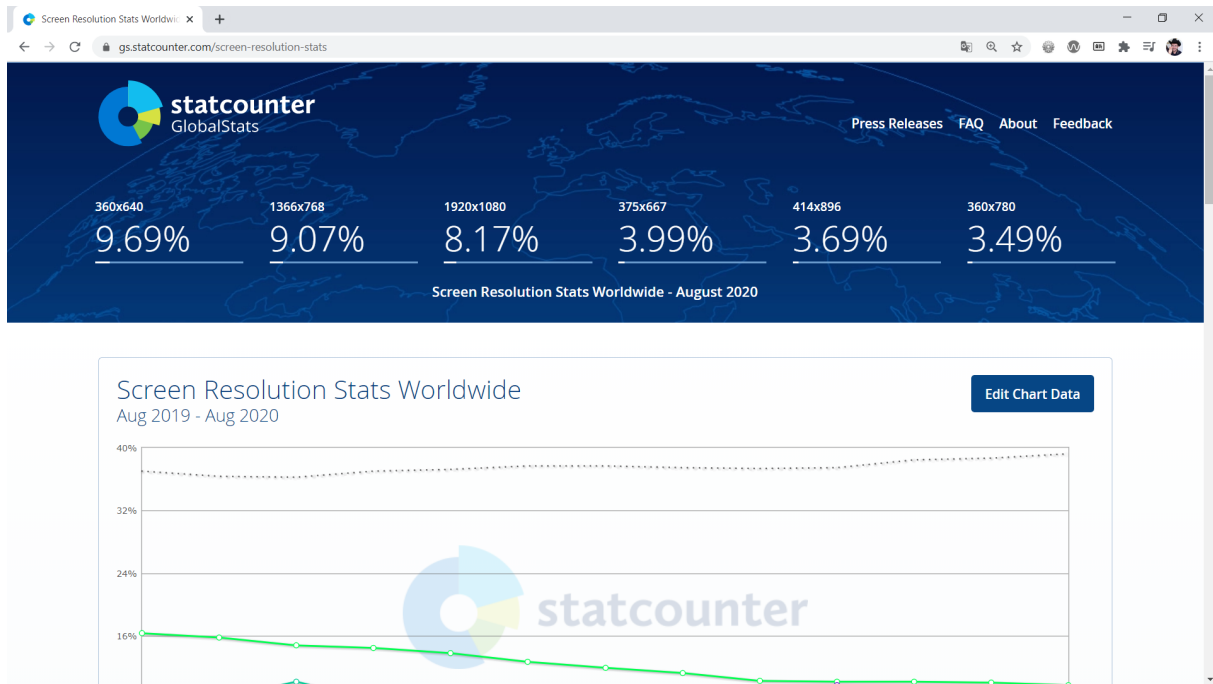 Screen Resolution Stats Worldwi
gs.statcounter.com/screen-resolution-stats
statcounter
GlobalStats
Press Releases FAQ About Feedback
360x640 1366x768 1920x1080 375x667 414x896 360x780
9.69% 9.07% 8.17% 3.99% 3.69% 3.49%
Screen Resolution Stats Worldwide - August 2020
Screen Resolution Stats Worldwide
Aug 2019 - Aug 2020
Edit Chart Data
40%
32%
24%
statcounter
16%